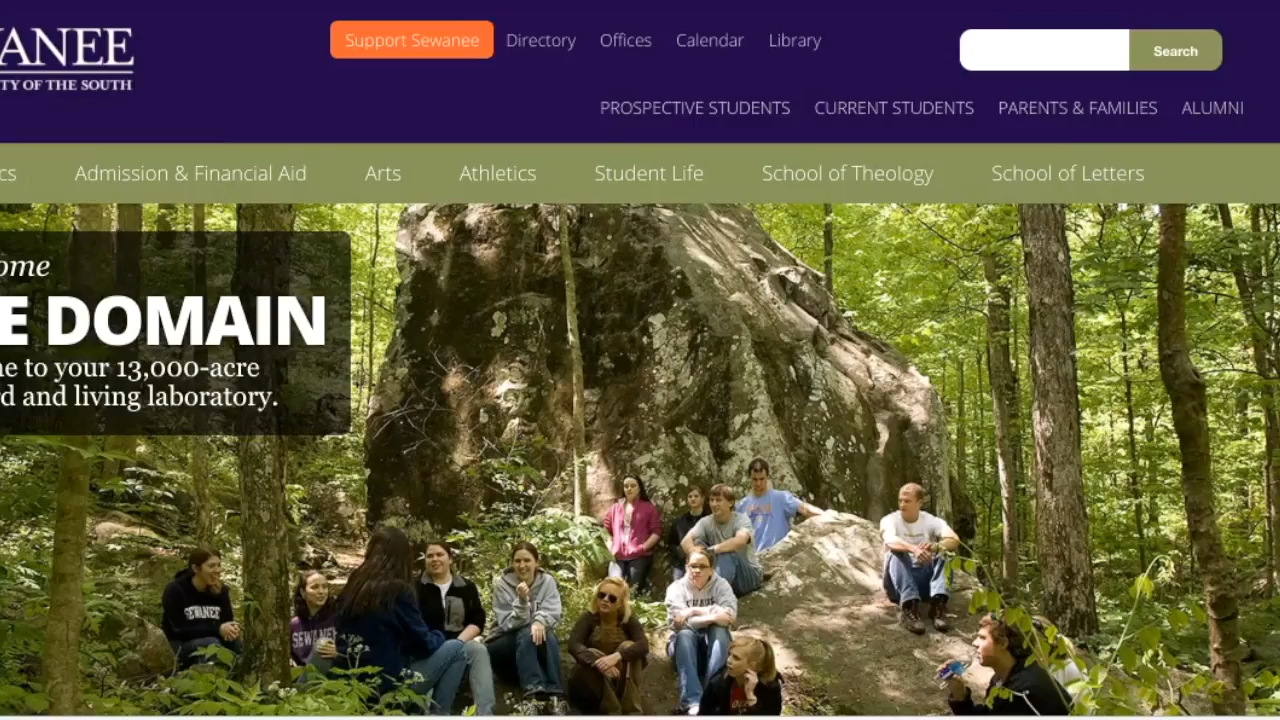 ANEE
TY OF THE SOUTH
Support Sewanee Directory Offices Calendar Library
Search
PROSPECTIVE STUDENTS CURRENT STUDENTS PARENTS & FAMILIES ALUMNI
cs Admission & Financial Aid Arts Athletics Student Life School of Theology School of Letters
ome
E DOMAIN
e to your 13,000-acre
d and living laboratory.
SEWANEE
SEWANEE